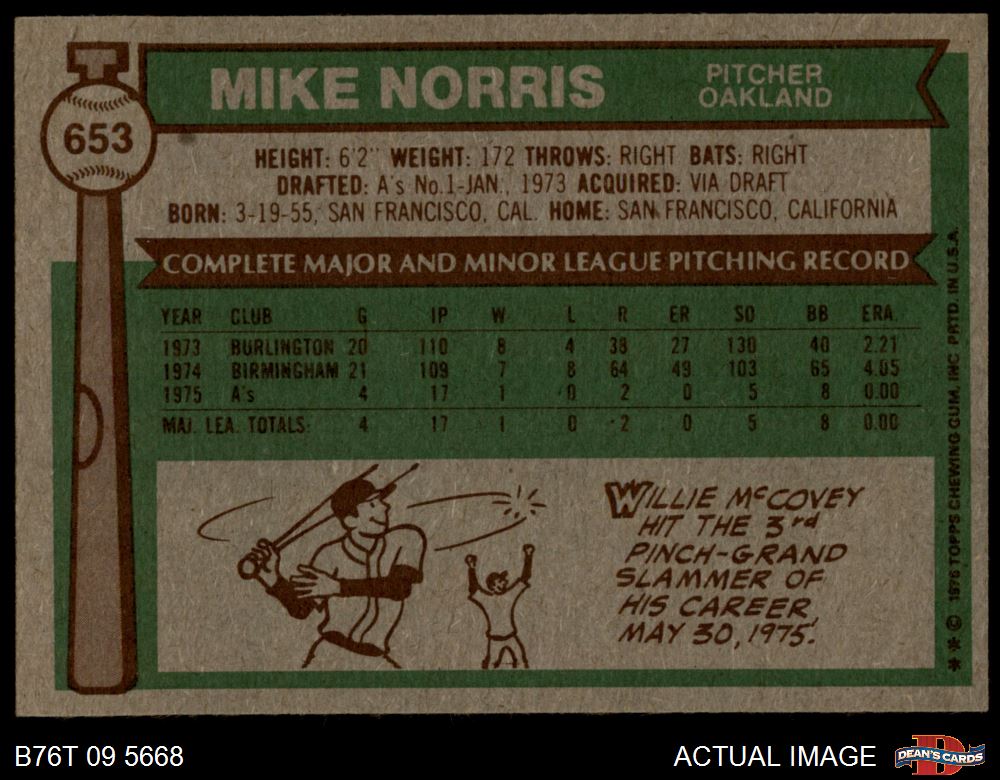 653
MIKE NORRIS
PITCHER
OAKLAND
HEIGHT: 6'2" WEIGHT: 172 THROWS: RIGHT BATS: RIGHT
DRAFTED: A's No.1-JAN., 1973 ACQUIRED: VIA DRAFT
BORN: 3-19-55, SAN FRANCISCO, CAL. HOME: SAN FRANCISCO, CALIFORNIA
COMPLETE MAJOR AND MINOR LEAGUE PITCHING RECORD
YEAR CLUB G IP W L R ER SO BB ERA
1973 BURLINGTON 20 110 8 4 38 27 130 40 2.21
1974 BIRMINGHAM 21 109 7 8 64 49 103 65 4.05
1975 A's 4 17 1 0 2 0 5 8 0.00
MAJ. LEA. TOTALS: 4 17 1 0 2 0 5 8 0.00
WILLIE McCOVEY
HIT THE 3rd
PINCH-GRAND
SLAMMER OF
HIS CAREER,
MAY 30, 1975.
* * © 1976 TOPPS CHEWING GUM, INC. PRTD. IN U.S.A.
B76T 09 5668
ACTUAL IMAGE
D
DEAN'S CARDS